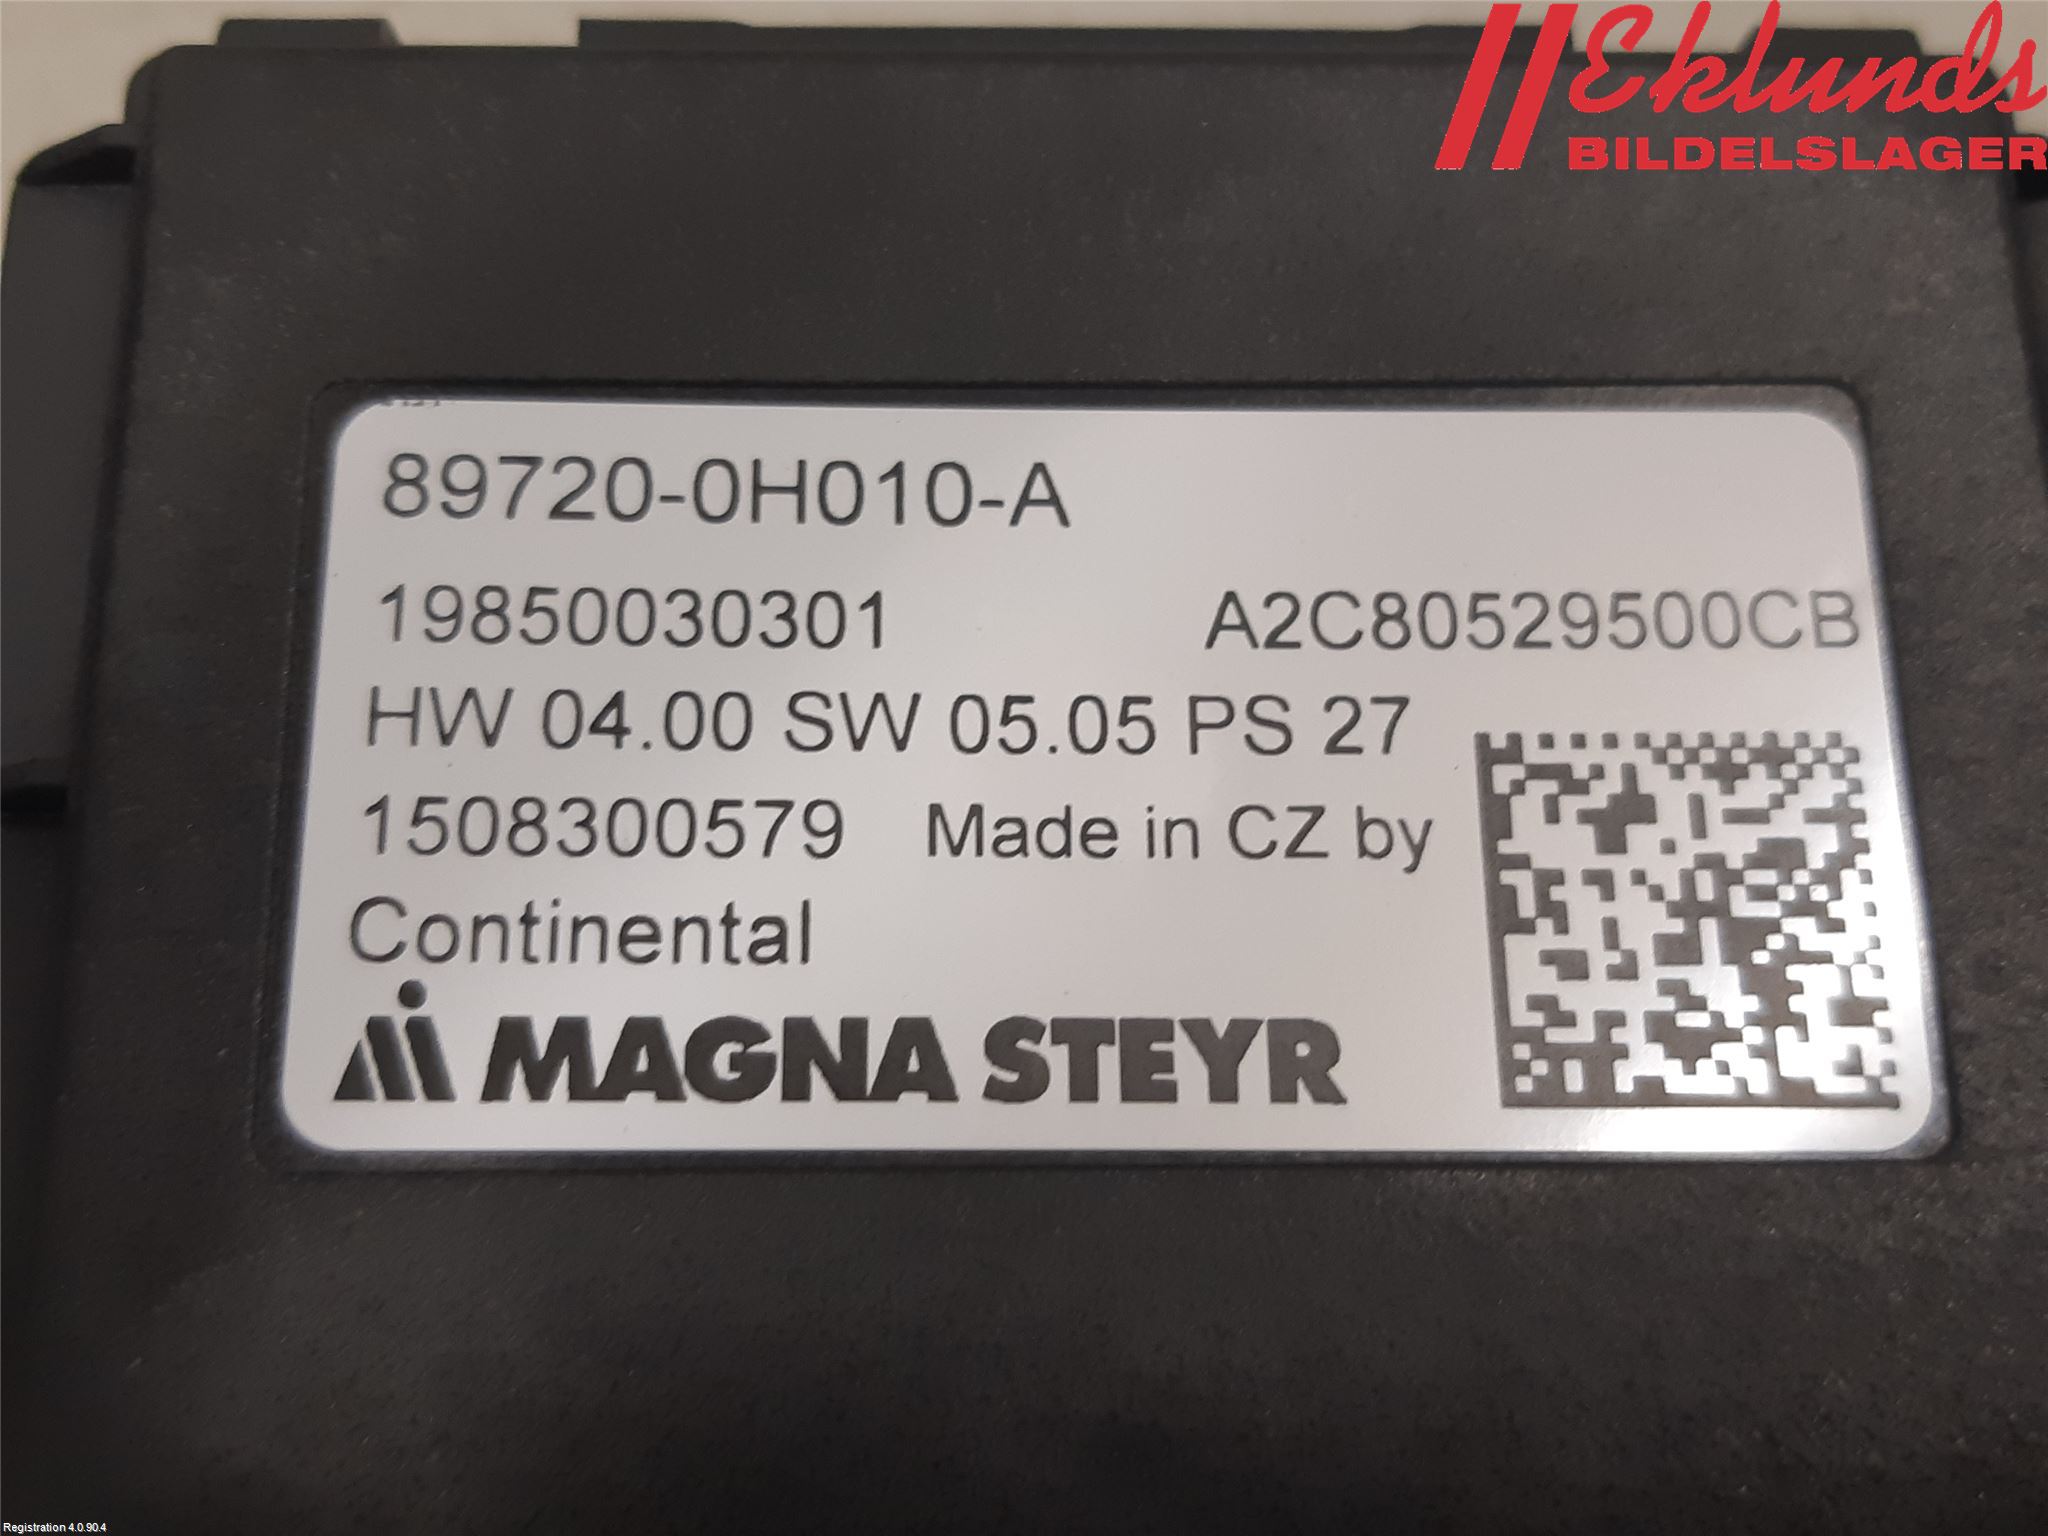 Eklunds
BILDELSLAGER
89720-0H010-A
19850030301 A2C80529500CB
HW 04.00 SW 05.05 PS 27
1508300579 Made in CZ by
Continental
MAGNA STEYR
Registration 4.0.90.4